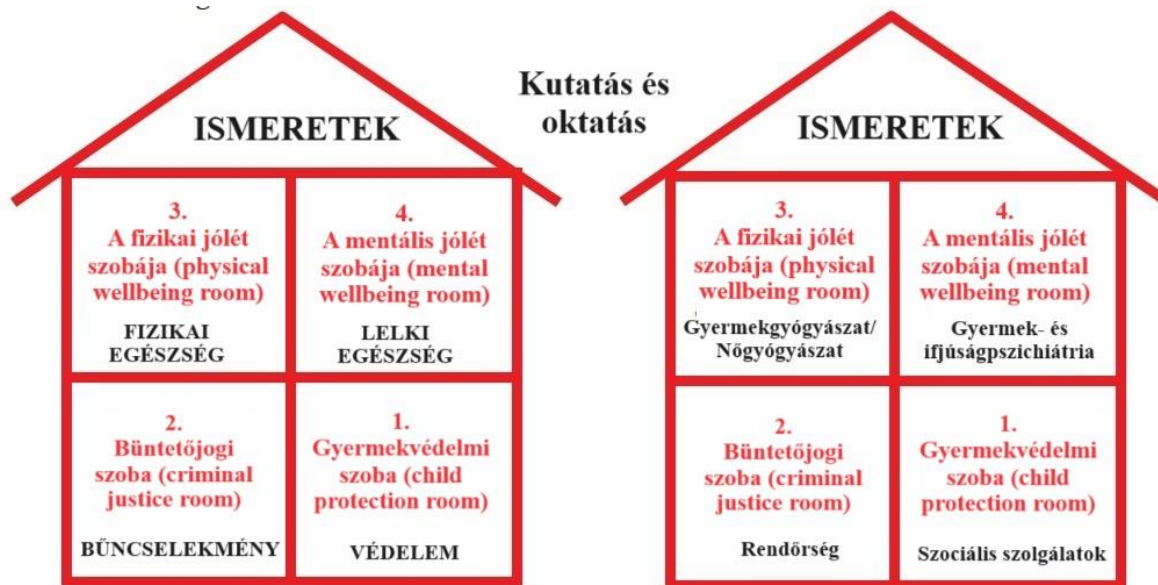 ISMERETEK
3.
A fizikai jólét
szobája (physical
wellbeing room)
FIZIKAI
EGÉSZSÉG
4.
A mentális jólét
szobája (mental
wellbeing room)
LELKI
EGÉSZSÉG
2.
Büntetőjogi
szoba (criminal
justice room)
BŰNCSELEKMÉNY
1.
Gyermekvédelmi
szoba (child
protection room)
VÉDELEM
Kutatás és
oktatás
ISMERETEK
3.
A fizikai jólét
szobája (physical
wellbeing room)
Gyermekgyógyászat/
Nőgyógyászat
4.
A mentális jólét
szobája (mental
wellbeing room)
Gyermek- és
ifjúságpszichiátria
2.
Büntetőjogi
szoba (criminal
justice room)
Rendőrség
1.
Gyermekvédelmi
szoba (child
protection room)
Szociális szolgálatok